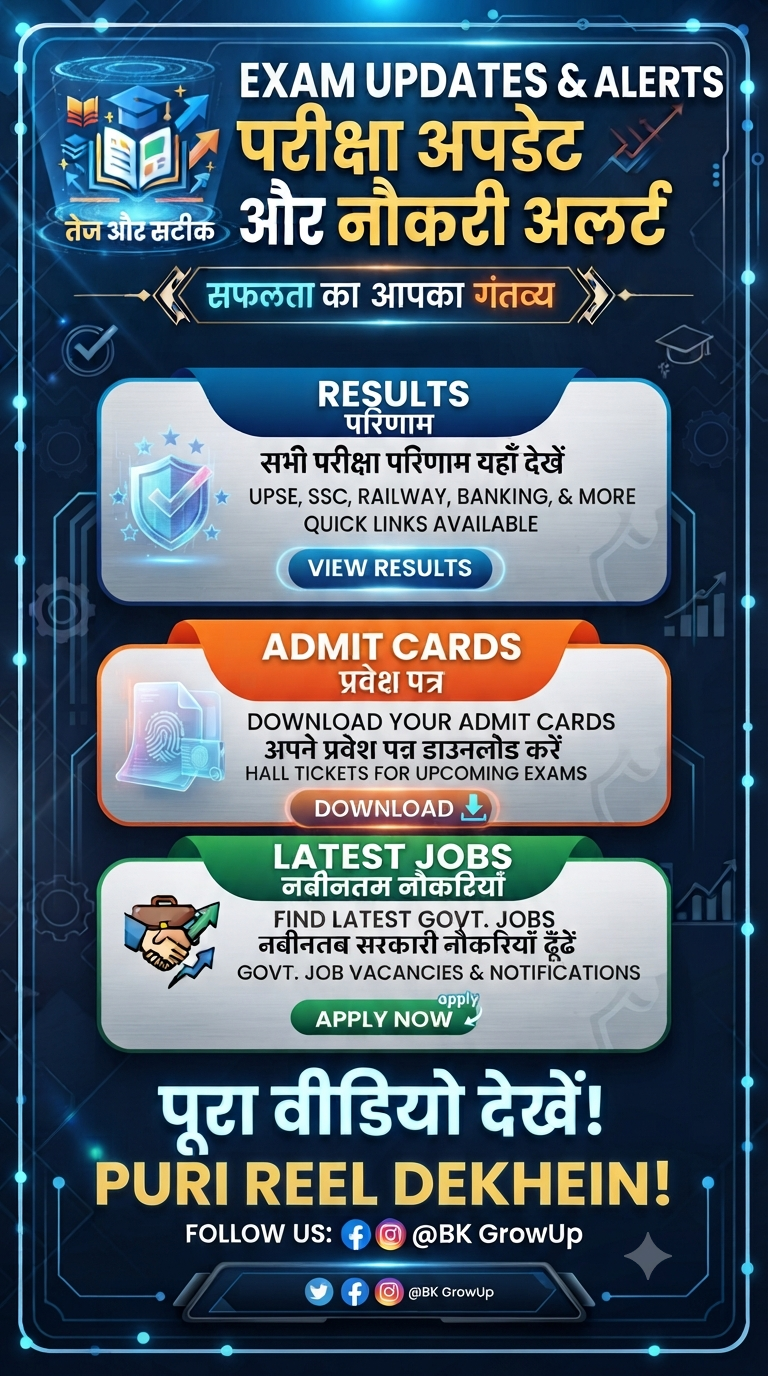 EXAM UPDATES & ALERTS
परीक्षा अपडेट
और नौकरी अलर्ट
तेज और सटीक
सफलता का आपका गंतव्य
RESULTS
परिणाम
सभी परीक्षा परिणाम यहाँ देखें
UPSE, SSC, RAILWAY, BANKING, & MORE
QUICK LINKS AVAILABLE
VIEW RESULTS
ADMIT CARDS
प्रवेश पत्र
DOWNLOAD YOUR ADMIT CARDS
अपने प्रवेश पत्र डाउनलोड करें
HALL TICKETS FOR UPCOMING EXAMS
DOWNLOAD
LATEST JOBS
नबीनतम नौकरियाँ
FIND LATEST GOVT. JOBS
नबीनतब सरकारी नौकरियाँ ढूँढें
GOVT. JOB VACANCIES & NOTIFICATIONS
apply
APPLY NOW
पूरा वीडियो देखें!
PURI REEL DEKHEIN!
FOLLOW US: @BK GrowUp
@BK GrowUp